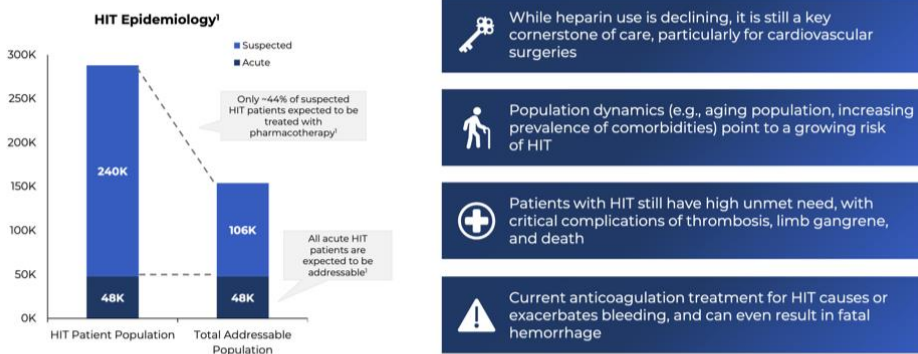 HIT Epidemiology¹
Suspected
Acute
300K
250K
200K
150K
100K
50K
0K
240K
48K
106K
48K
HIT Patient Population
Total Addressable
Population
Only ~44% of suspected
HIT patients expected to be
treated with
pharmacotherapy¹
All acute HIT
patients are
expected to be
addressable¹
While heparin use is declining, it is still a key
cornerstone of care, particularly for cardiovascular
surgeries
Population dynamics (e.g., aging population, increasing
prevalence of comorbidities) point to a growing risk
of HIT
Patients with HIT still have high unmet need, with
critical complications of thrombosis, limb gangrene,
and death
Current anticoagulation treatment for HIT causes or
exacerbates bleeding, and can even result in fatal
hemorrhage